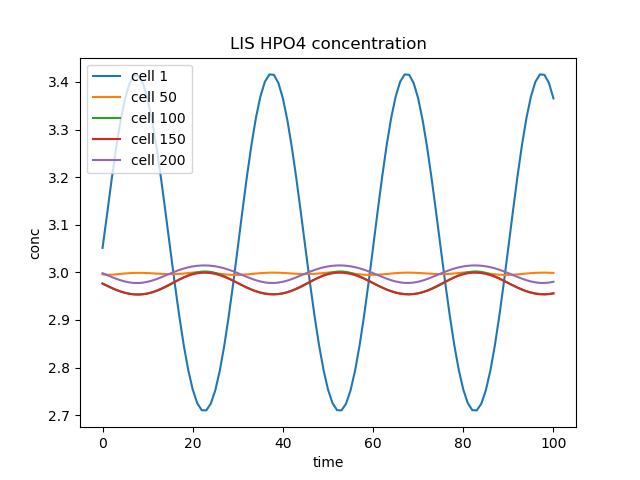 LIS HPO4 concentration
cell 1
cell 50
cell 100
cell 150
cell 200
3.4
3.3
3.2
3.1
3.0
2.9
2.8
2.7
conc
0 20 40 60 80 100
time